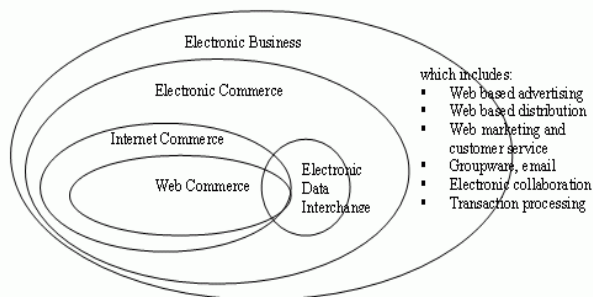 Electronic Business
Electronic Commerce
Internet Commerce
Web Commerce
Electronic
Data
Interchange
which includes:
▪ Web based advertising
▪ Web based distribution
▪ Web marketing and
customer service
▪ Groupware, email
▪ Electronic collaboration
▪ Transaction processing